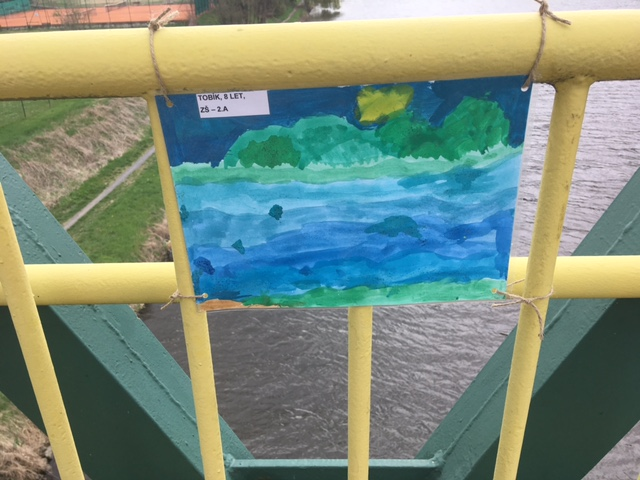 TOBÍK, 8 LET,
ZŠ – 2.A